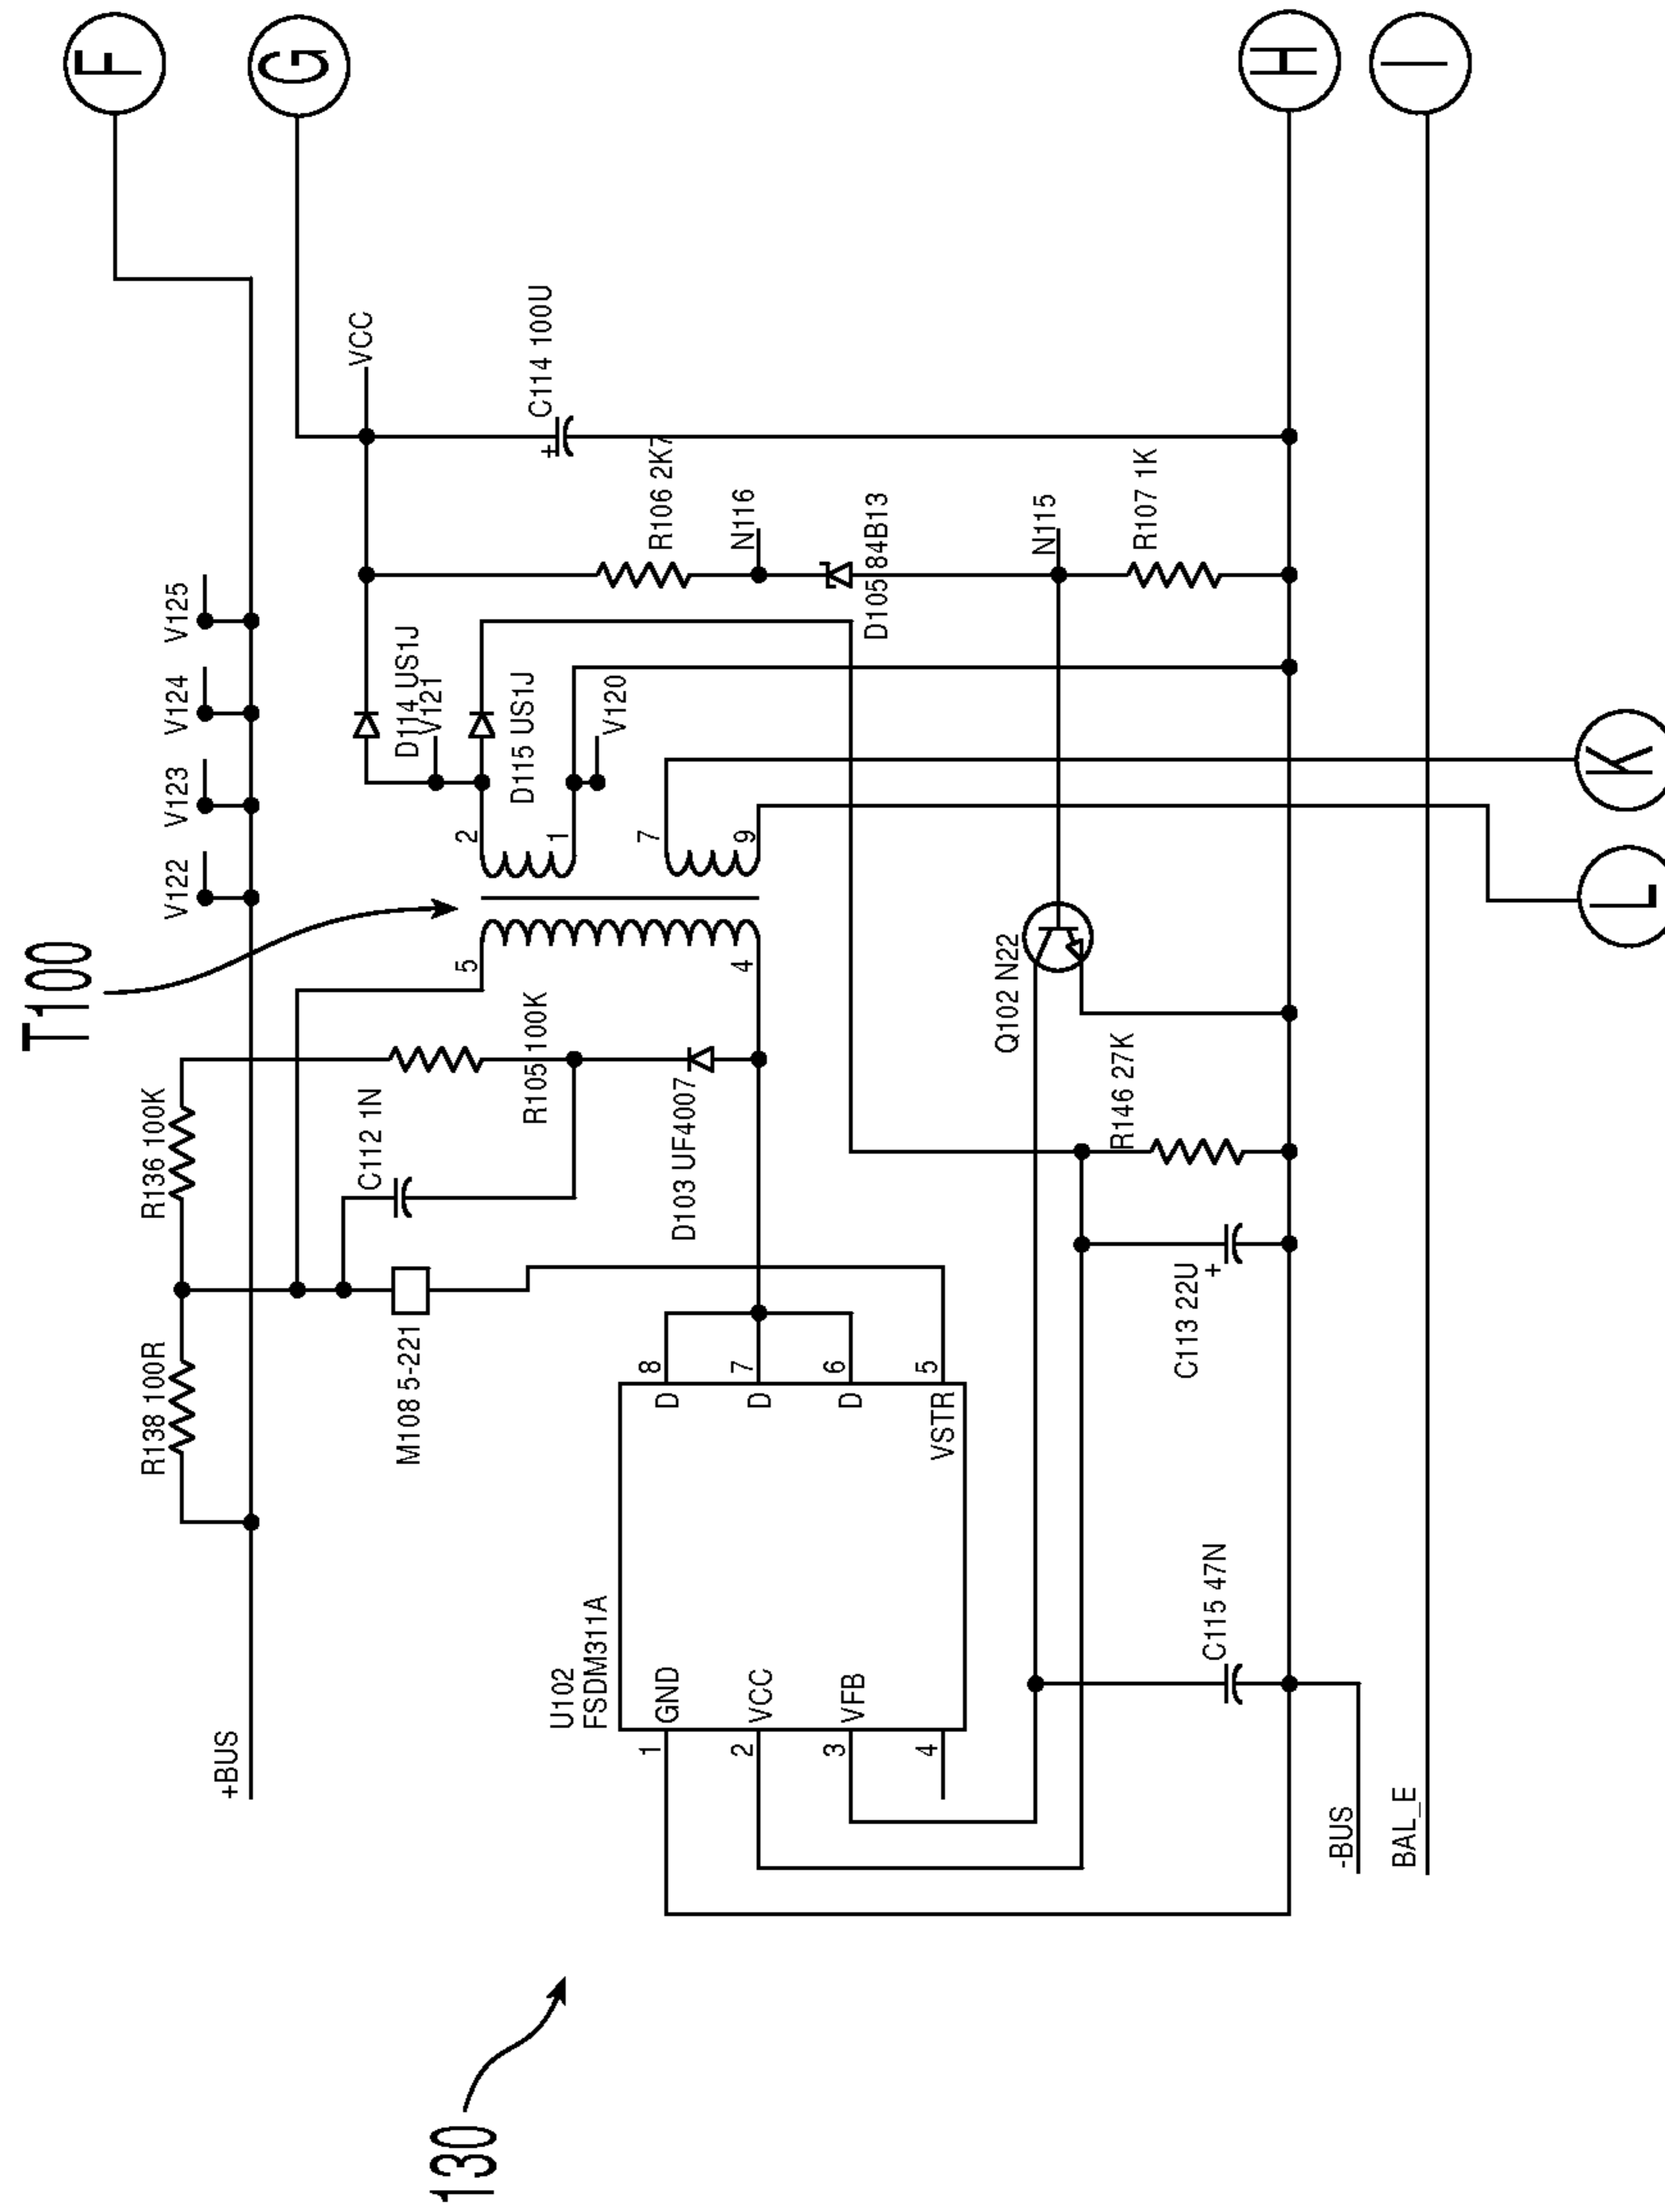 T100
F
G
H
I
V122
V123
V124
V125
VCC
C114 100U
+
R106 2K7
N116
D105 84B13
N115
R107 1K
D114 US1J
V121
D115 US1J
V120
2
1
7
9
5
4
K
L
R136 100K
R138 100R
C112 1N
R105 100K
D103 UF4007
M108 5-221
Q102 N22
R146 27K
C113 22U
+
C115 47N
U102
FSDM311A
GND
VCC
VFB
D
D
D
VSTR
1
2
3
4
8
7
6
5
+BUS
-BUS
BAL_E
130